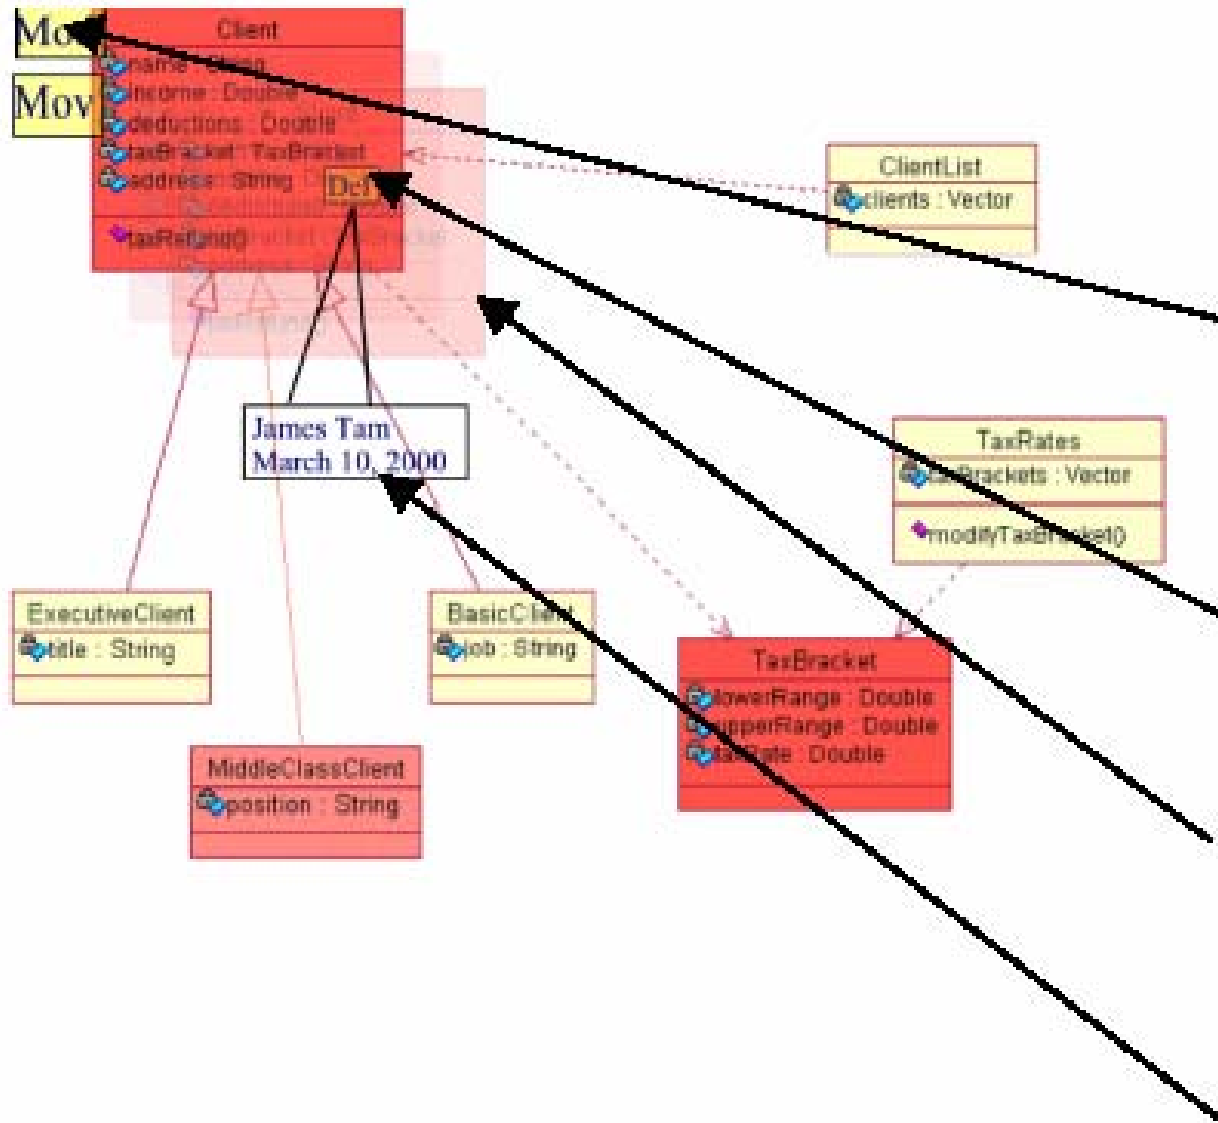 Mo
Mov
Client
name : String
income : Double
deductions : Double
taxBracket : TaxBracket
address : String
Def
taxRefund()
ClientList
clients : Vector
James Tam
March 10, 2000
TaxRates
taxBrackets : Vector
modifyTaxBracket()
ExecutiveClient
title : String
BasicClient
job : String
TaxBracket
lowerRange : Double
upperRange : Double
taxRate : Double
MiddleClassClient
position : String